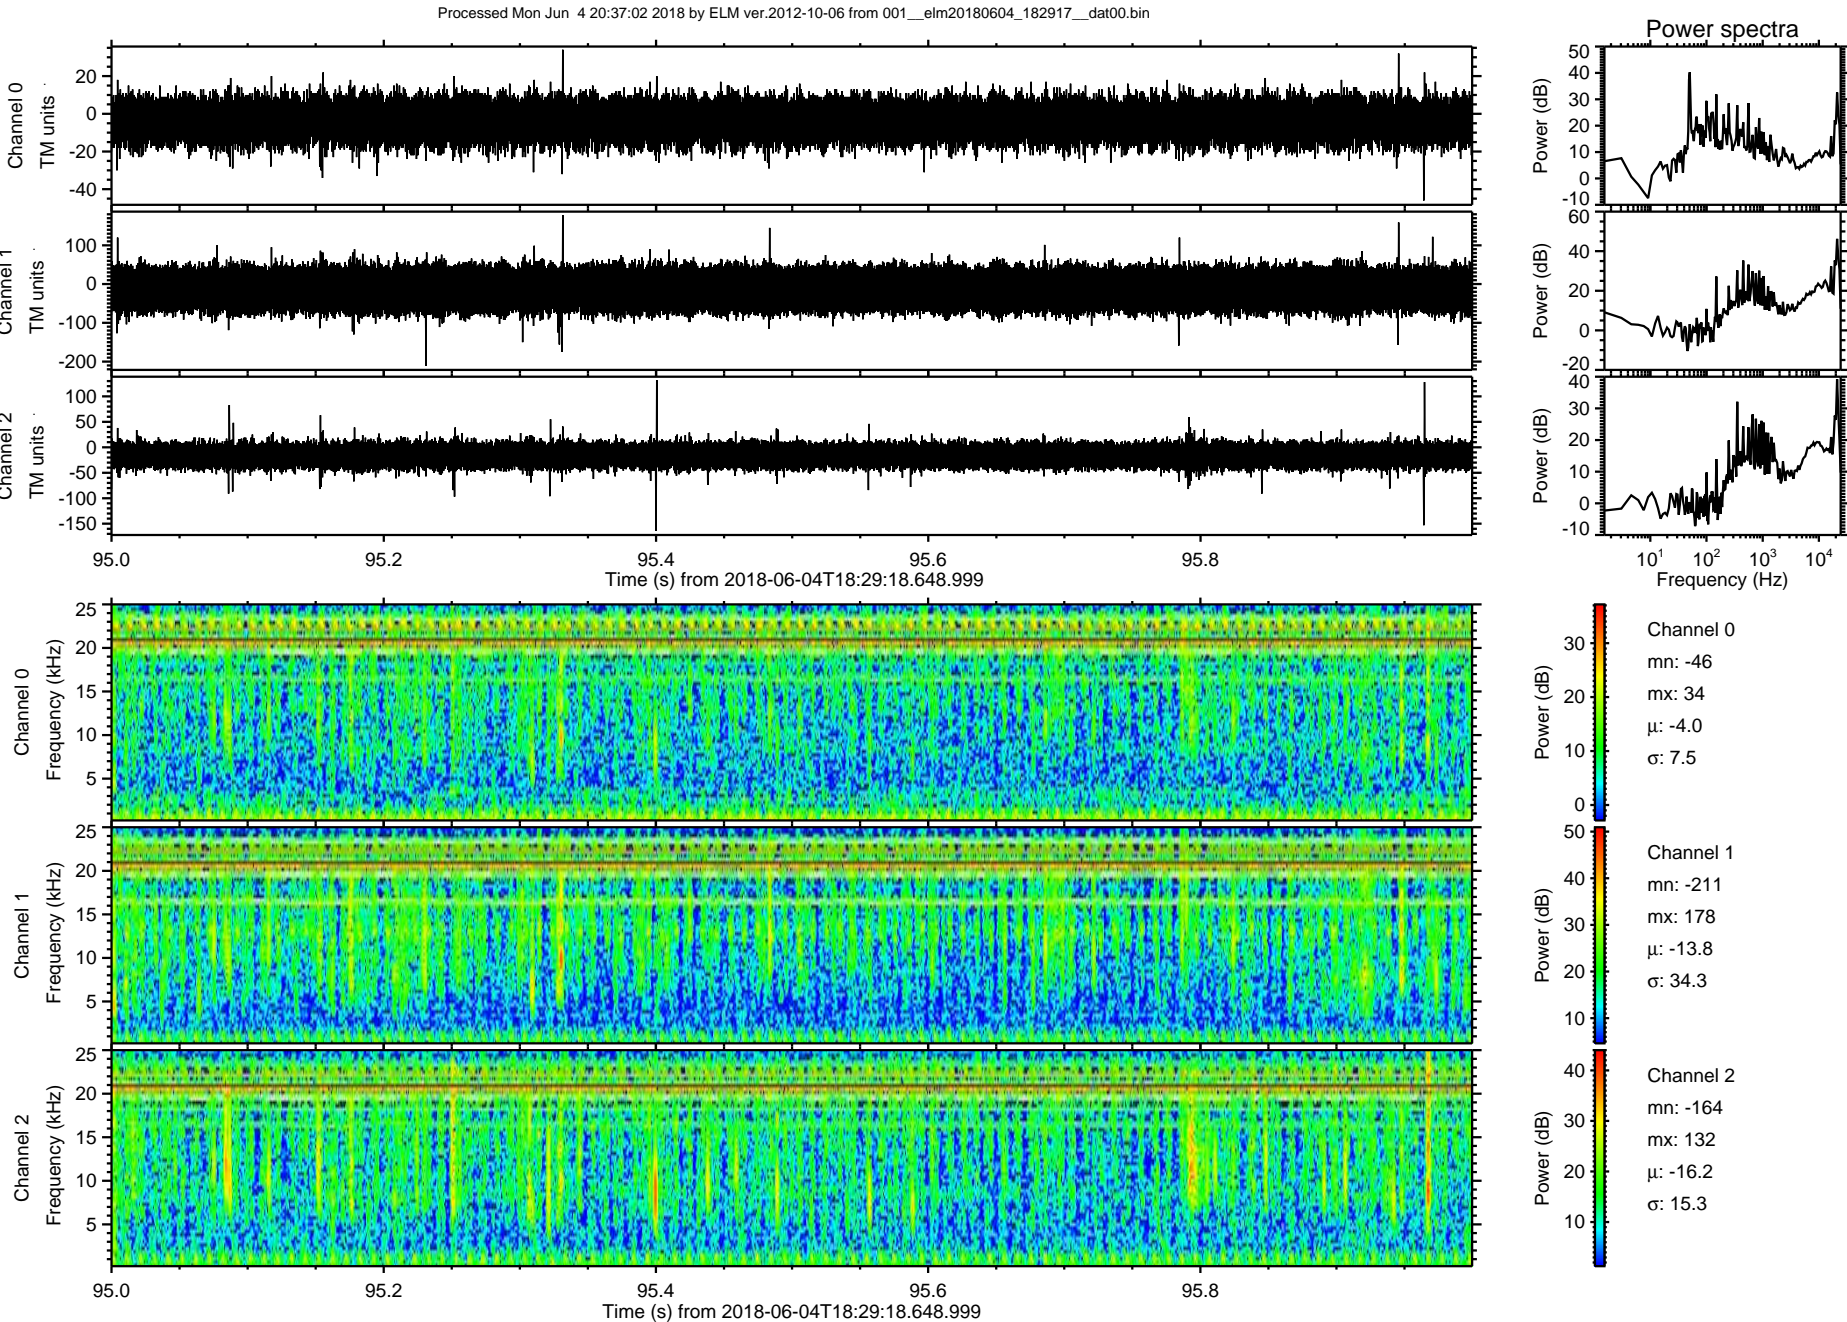 Processed Mon Jun  4 20:37:02 2018 by ELM ver.2012-10-06 from 001__elm20180604_182917__dat00.bin
Power spectra
Channel 0
TM units
20
0
-20
-40
Power (dB)
50
40
30
20
10
0
-10
Channel 1
TM units
100
0
-100
-200
Power (dB)
60
40
20
0
-20
Channel 2
TM units
100
50
0
-50
-100
-150
Power (dB)
40
30
20
10
0
-10
95.0 95.2 95.4 95.6 95.8
Time (s) from 2018-06-04T18:29:18.648.999
10^1 10^2 10^3 10^4
Frequency (Hz)
Channel 0
Frequency (kHz)
25
20
15
10
5
Power (dB)
30
20
10
0
Channel 0
mn: -46
mx: 34
μ: -4.0
σ: 7.5
Channel 1
Frequency (kHz)
25
20
15
10
5
Power (dB)
50
40
30
20
10
Channel 1
mn: -211
mx: 178
μ: -13.8
σ: 34.3
Channel 2
Frequency (kHz)
25
20
15
10
5
Power (dB)
40
30
20
10
Channel 2
mn: -164
mx: 132
μ: -16.2
σ: 15.3
95.0 95.2 95.4 95.6 95.8
Time (s) from 2018-06-04T18:29:18.648.999